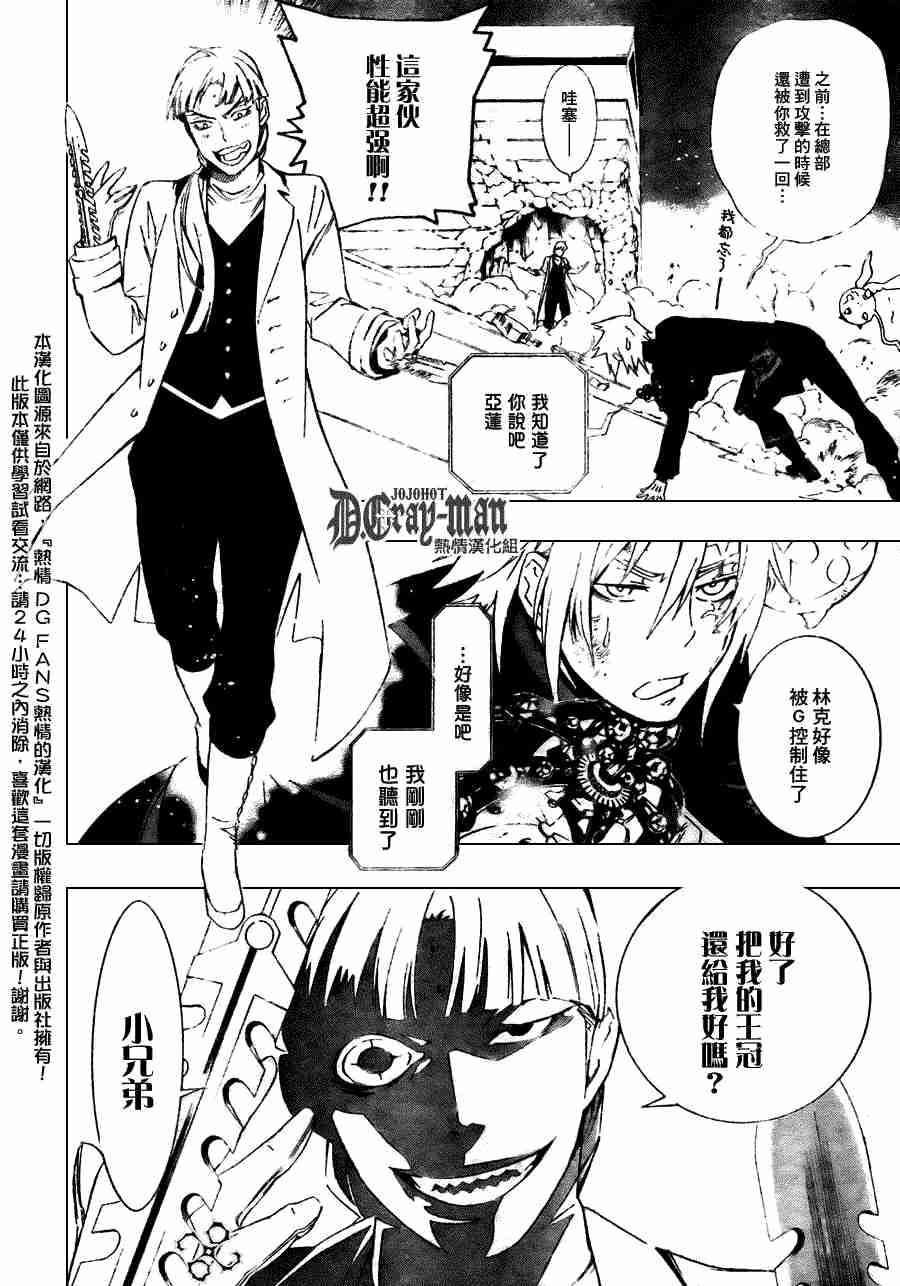 之前…在總部
遭到攻擊的時候
還被你救了一回…
我都忘了
哇塞——
這家伙
性能超强啊!!
我知道了
你說吧
亞蓮
JOJOHOT
D.Gray-man
熱情漢化組
林克好像
被G控制住
了
…好像是吧
我剛剛
也聽到了
好了
把我的王冠
還給我好嗎?
小兄弟
本漢化圖源來自於網路,『熱情DG FANS熱情的漢化』一切版權歸原作者與出版社擁有!
此版本僅供學習試看交流…請24小時之內消除.喜歡這套漫畫請購買正版!謝謝。